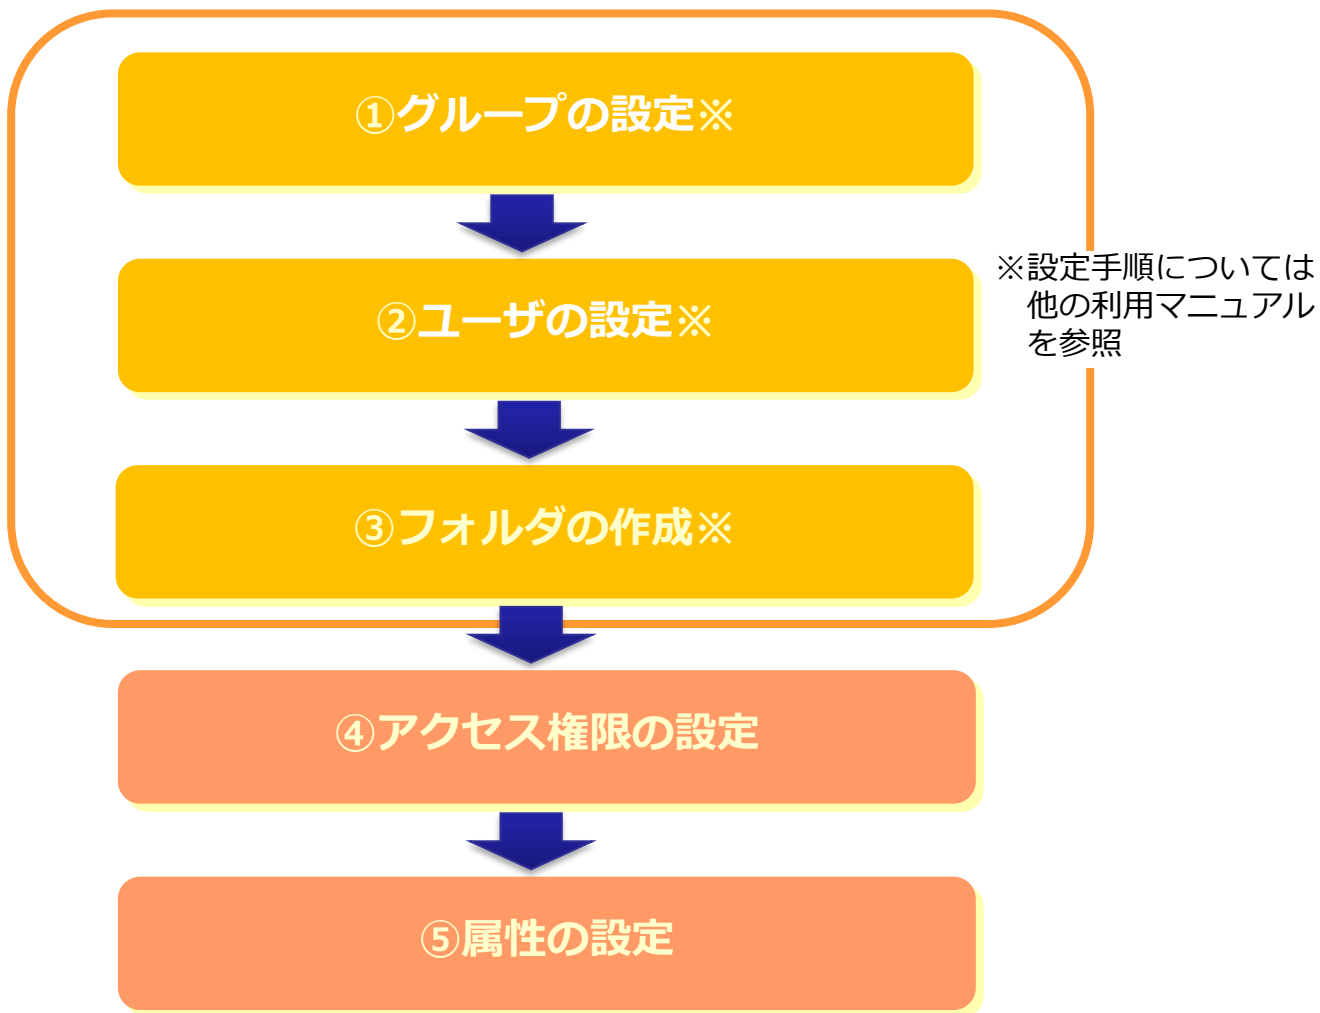 ①グループの設定※
②ユーザの設定※
※設定手順については
他の利用マニュアル
を参照
③フォルダの作成※
④アクセス権限の設定
⑤属性の設定